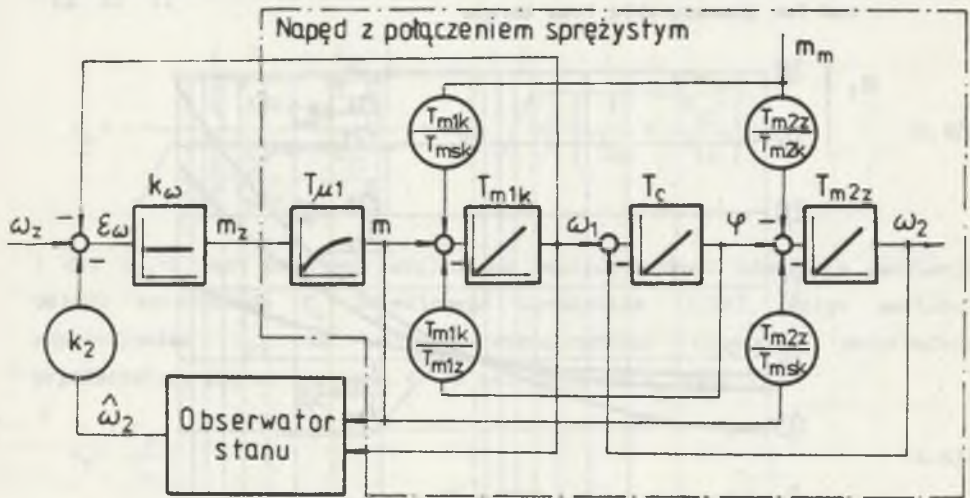 Napęd z połączeniem sprężystym
m_m
T_m1k
T_msk
T_m2z
T_m2k
k_ω
T_μ1
T_m1k
T_c
T_m2z
ω_z
-
ε_ω
m_z
m
ω_1
φ
-
ω_2
-
-
-
-
k_2
T_m1k
T_m1z
T_m2z
T_msk
ω̂_2
Obserwator
stanu